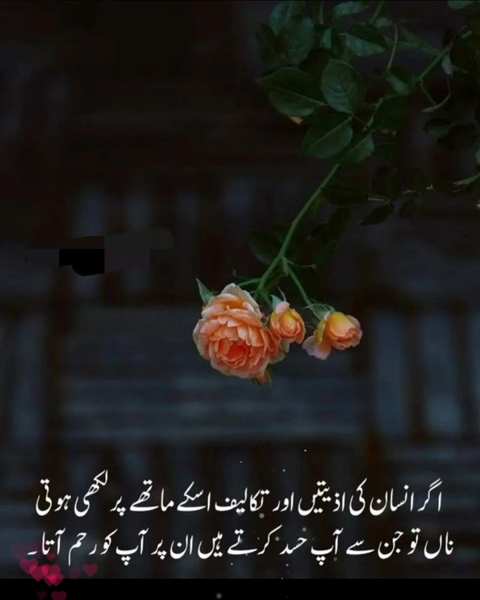 اگر انسان کی اذیتیں اور تکالیف اسکے ماتھے پر لکھی ہوتی
ناں تو جن سے آپ حسد کرتے ہیں ان پر آپ کو رحم آتا۔